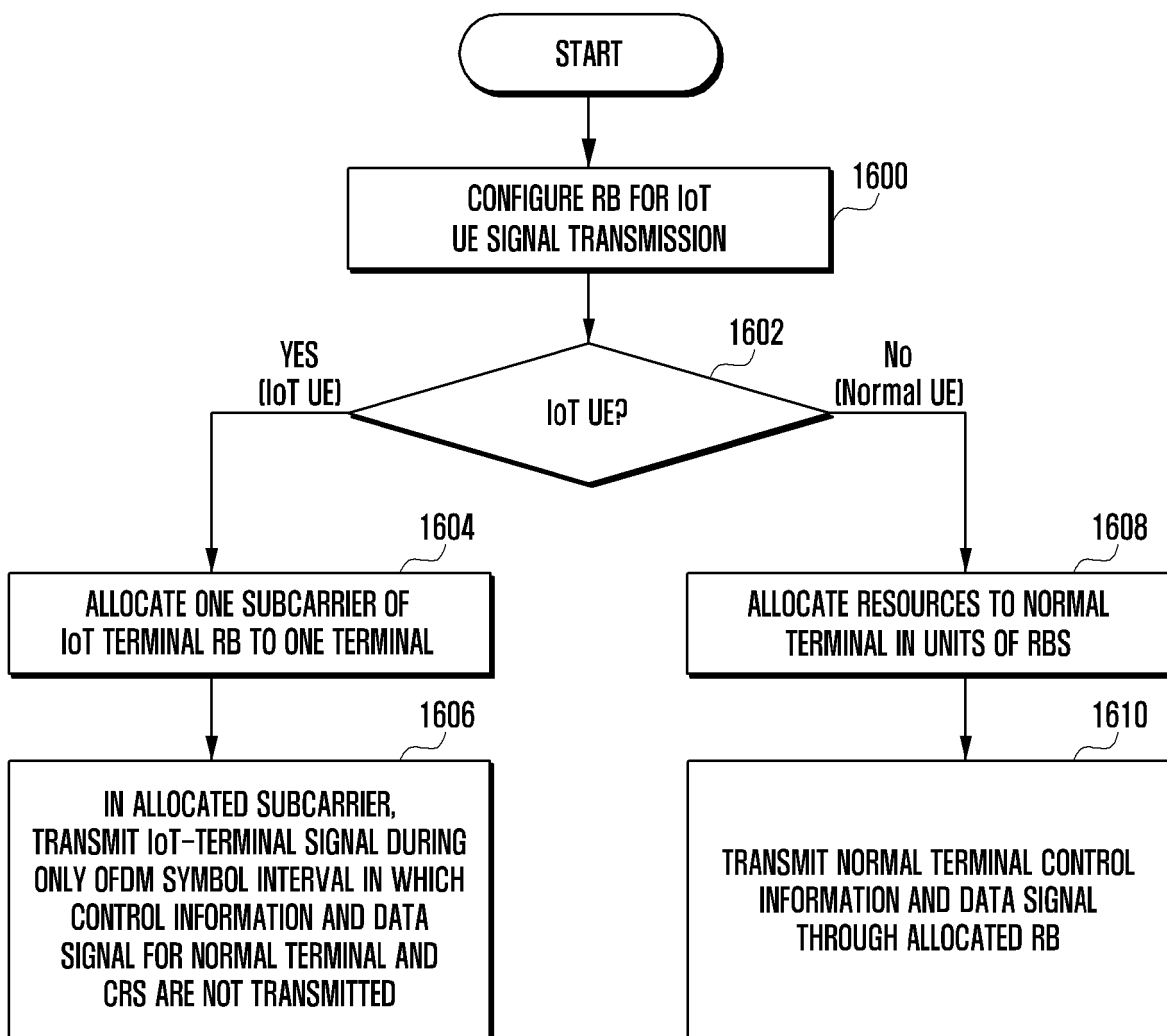 START
1600
CONFIGURE RB FOR IoT
UE SIGNAL TRANSMISSION
1602
YES
(IoT UE)
No
(Normal UE)
IoT UE?
1604
ALLOCATE ONE SUBCARRIER OF
IoT TERMINAL RB TO ONE TERMINAL
1608
ALLOCATE RESOURCES TO NORMAL
TERMINAL IN UNITS OF RBS
1606
IN ALLOCATED SUBCARRIER,
TRANSMIT IoT-TERMINAL SIGNAL DURING
ONLY OFDM SYMBOL INTERVAL IN WHICH
CONTROL INFORMATION AND DATA
SIGNAL FOR NORMAL TERMINAL AND
CRS ARE NOT TRANSMITTED
1610
TRANSMIT NORMAL TERMINAL CONTROL
INFORMATION AND DATA SIGNAL
THROUGH ALLOCATED RB